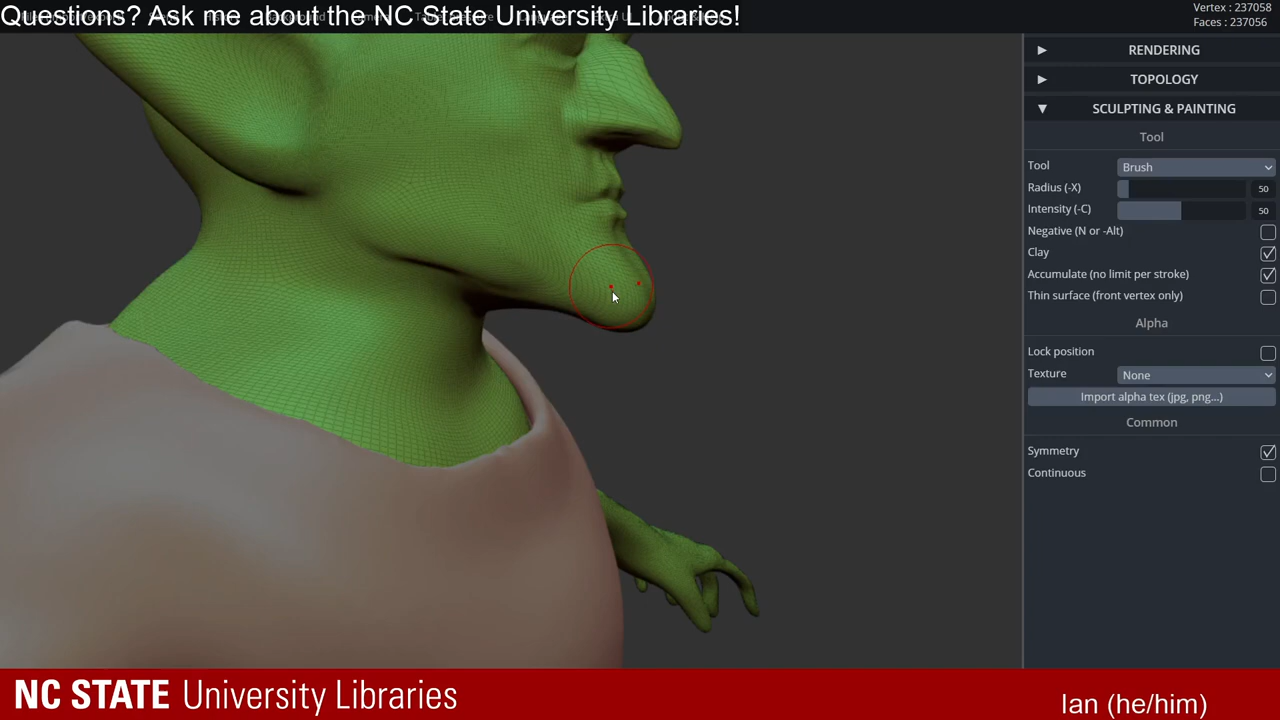 Questions? Ask me about the NC State University Libraries!
Vertex : 237058
Faces : 237056
RENDERING
TOPOLOGY
SCULPTING & PAINTING
Tool
Tool Brush
Radius (-X) 50
Intensity (-C) 50
Negative (N or -Alt)
Clay
Accumulate (no limit per stroke)
Thin surface (front vertex only)
Alpha
Lock position
Texture None
Import alpha tex (jpg, png...)
Common
Symmetry
Continuous
NC STATE University Libraries
Ian (he/him)